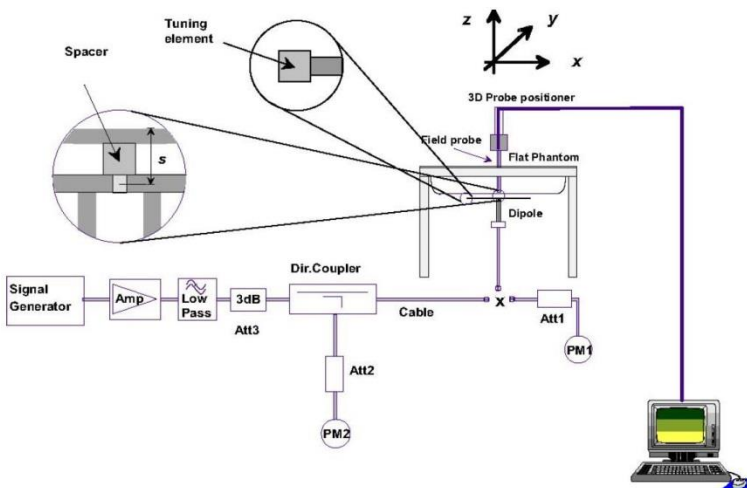 Tuning
element
Spacer
s
z
y
x
3D Probe positioner
Field probe
Flat Phantom
Dipole
Signal
Generator
Amp
Low
Pass
3dB
Att3
Dir.Coupler
Cable
x
Att1
PM1
Att2
PM2